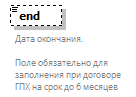 end
Дата окончания.
Поле обязательно для
заполнения при договоре
ГПХ на срок до 6 месяцев